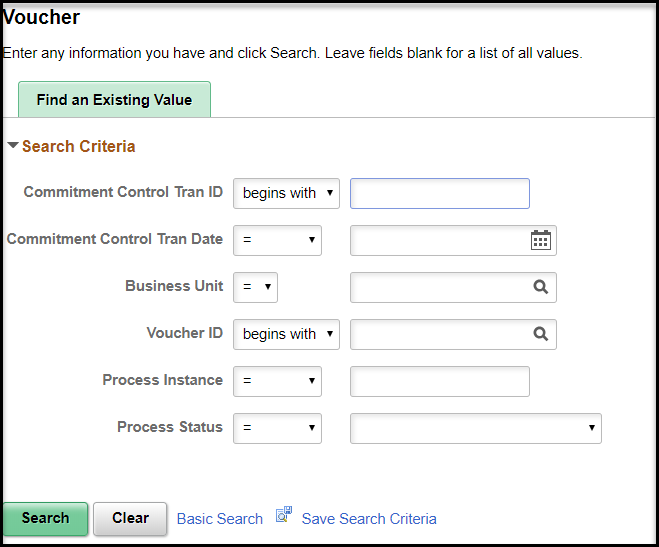 Voucher
Enter any information you have and click Search. Leave fields blank for a list of all values.
Find an Existing Value
Search Criteria
Commitment Control Tran ID begins with
Commitment Control Tran Date =
Business Unit =
Voucher ID begins with
Process Instance =
Process Status =
Search Clear Basic Search Save Search Criteria